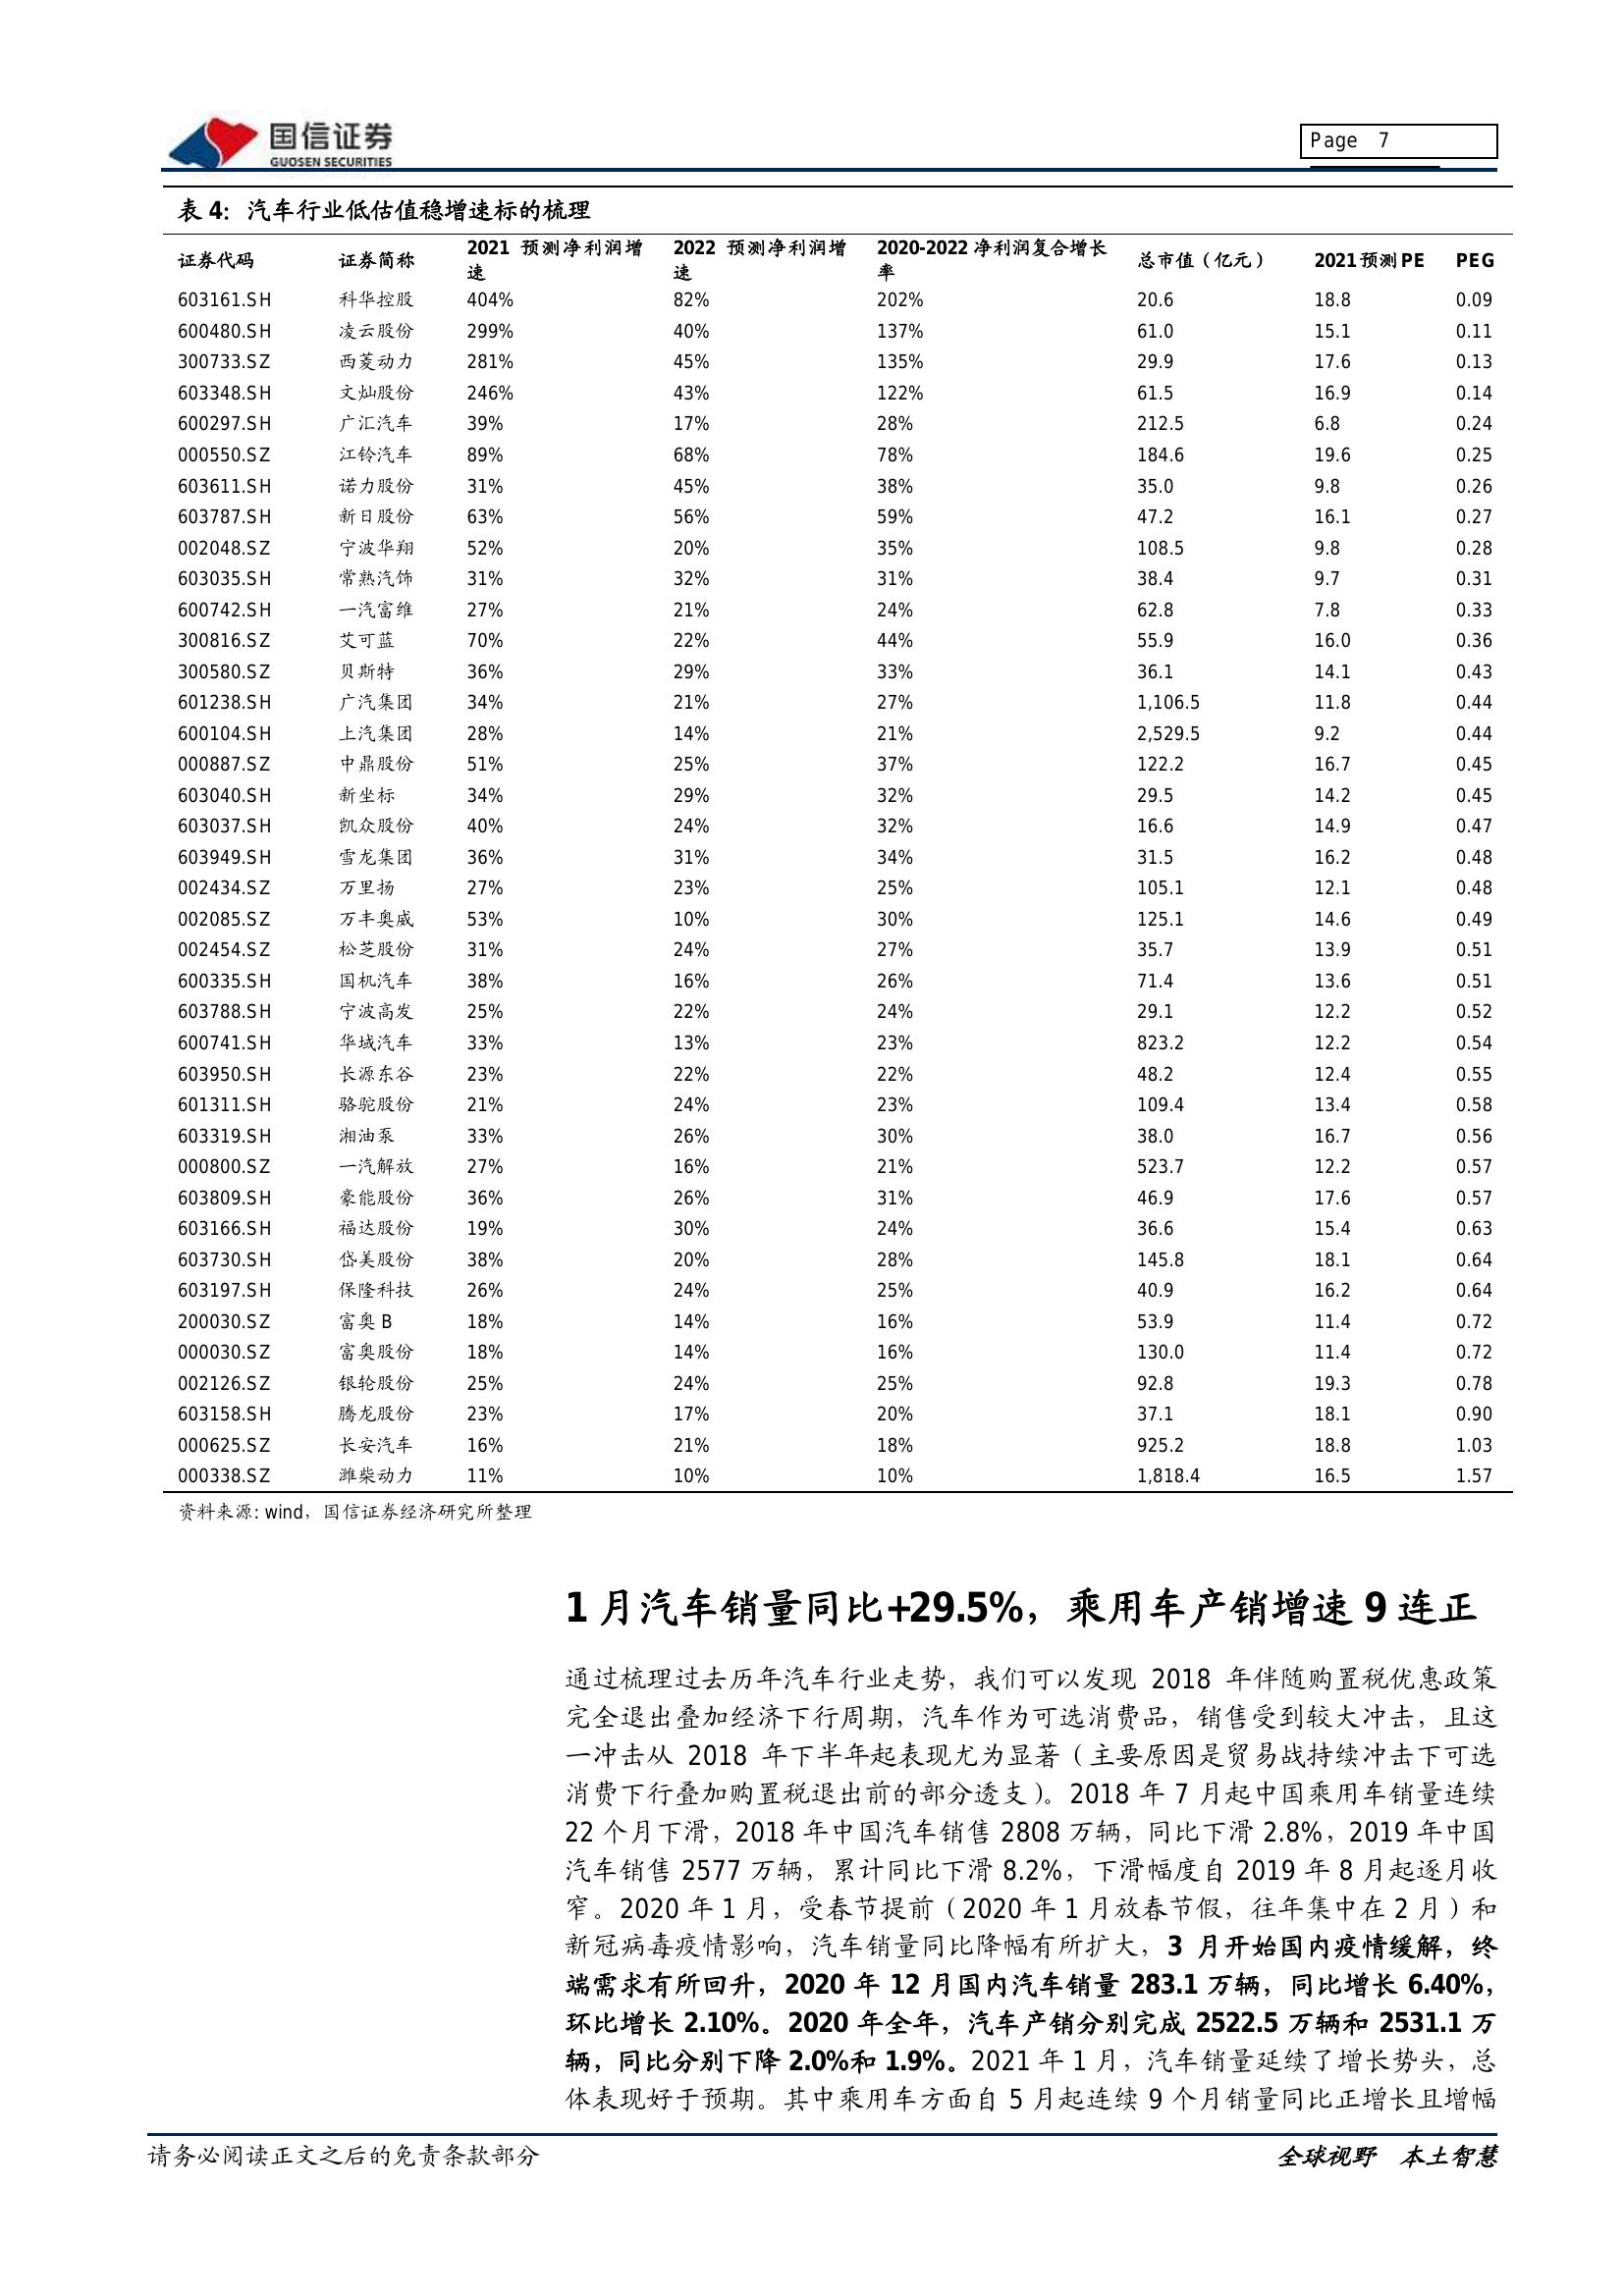 国信证券
GUOSEN SECURITIES
Page 7
表 4：汽车行业低估值稳增速标的梳理
证券代码 证券简称 2021 预测净利润增速 2022 预测净利润增速 2020-2022 净利润复合增长率 总市值（亿元） 2021预测PE PEG
603161.SH 科华控股 404% 82% 202% 20.6 18.8 0.09
600480.SH 凌云股份 299% 40% 137% 61.0 15.1 0.11
300733.SZ 西菱动力 281% 45% 135% 29.9 17.6 0.13
603348.SH 文灿股份 246% 43% 122% 61.5 16.9 0.14
600297.SH 广汇汽车 39% 17% 28% 212.5 6.8 0.24
000550.SZ 江铃汽车 89% 68% 78% 184.6 19.6 0.25
603611.SH 诺力股份 31% 45% 38% 35.0 9.8 0.26
603787.SH 新日股份 63% 56% 59% 47.2 16.1 0.27
002048.SZ 宁波华翔 52% 20% 35% 108.5 9.8 0.28
603035.SH 常熟汽饰 31% 32% 31% 38.4 9.7 0.31
600742.SH 一汽富维 27% 21% 24% 62.8 7.8 0.33
300816.SZ 艾可蓝 70% 22% 44% 55.9 16.0 0.36
300580.SZ 贝斯特 36% 29% 33% 36.1 14.1 0.43
601238.SH 广汽集团 34% 21% 27% 1,106.5 11.8 0.44
600104.SH 上汽集团 28% 14% 21% 2,529.5 9.2 0.44
000887.SZ 中鼎股份 51% 25% 37% 122.2 16.7 0.45
603040.SH 新坐标 34% 29% 32% 29.5 14.2 0.45
603037.SH 凯众股份 40% 24% 32% 16.6 14.9 0.47
603949.SH 雪龙集团 36% 31% 34% 31.5 16.2 0.48
002434.SZ 万里扬 27% 23% 25% 105.1 12.1 0.48
002085.SZ 万丰奥威 53% 10% 30% 125.1 14.6 0.49
002454.SZ 松芝股份 31% 24% 27% 35.7 13.9 0.51
600335.SH 国机汽车 38% 16% 26% 71.4 13.6 0.51
603788.SH 宁波高发 25% 22% 24% 29.1 12.2 0.52
600741.SH 华域汽车 33% 13% 23% 823.2 12.2 0.54
603950.SH 长源东谷 23% 22% 22% 48.2 12.4 0.55
601311.SH 骆驼股份 21% 24% 23% 109.4 13.4 0.58
603319.SH 湘油泵 33% 26% 30% 38.0 16.7 0.56
000800.SZ 一汽解放 27% 16% 21% 523.7 12.2 0.57
603809.SH 豪能股份 36% 26% 31% 46.9 17.6 0.57
603166.SH 福达股份 19% 30% 24% 36.6 15.4 0.63
603730.SH 岱美股份 38% 20% 28% 145.8 18.1 0.64
603197.SH 保隆科技 26% 24% 25% 40.9 16.2 0.64
200030.SZ 富奥 B 18% 14% 16% 53.9 11.4 0.72
000030.SZ 富奥股份 18% 14% 16% 130.0 11.4 0.72
002126.SZ 银轮股份 25% 24% 25% 92.8 19.3 0.78
603158.SH 腾龙股份 23% 17% 20% 37.1 18.1 0.90
000625.SZ 长安汽车 16% 21% 18% 925.2 18.8 1.03
000338.SZ 潍柴动力 11% 10% 10% 1,818.4 16.5 1.57
资料来源: wind，国信证券经济研究所整理
1 月汽车销量同比+29.5%，乘用车产销增速 9 连正
通过梳理过去历年汽车行业走势，我们可以发现 2018 年伴随购置税优惠政策
完全退出叠加经济下行周期，汽车作为可选消费品，销售受到较大冲击，且这
一冲击从 2018 年下半年起表现尤为显著（主要原因是贸易战持续冲击下可选
消费下行叠加购置税退出前的部分透支）。2018 年 7 月起中国乘用车销量连续
22 个月下滑，2018 年中国汽车销售 2808 万辆，同比下滑 2.8%，2019 年中国
汽车销售 2577 万辆，累计同比下滑 8.2%，下滑幅度自 2019 年 8 月起逐月收
窄。2020 年 1 月，受春节提前（2020 年 1 月放春节假，往年集中在 2 月）和
新冠病毒疫情影响，汽车销量同比降幅有所扩大，3 月开始国内疫情缓解，终
端需求有所回升，2020 年 12 月国内汽车销量 283.1 万辆，同比增长 6.40%，
环比增长 2.10%。2020 年全年，汽车产销分别完成 2522.5 万辆和 2531.1 万
辆，同比分别下降 2.0%和 1.9%。2021 年 1 月，汽车销量延续了增长势头，总
体表现好于预期。其中乘用车方面自 5 月起连续 9 个月销量同比正增长且增幅
请务必阅读正文之后的免责条款部分
全球视野 本土智慧